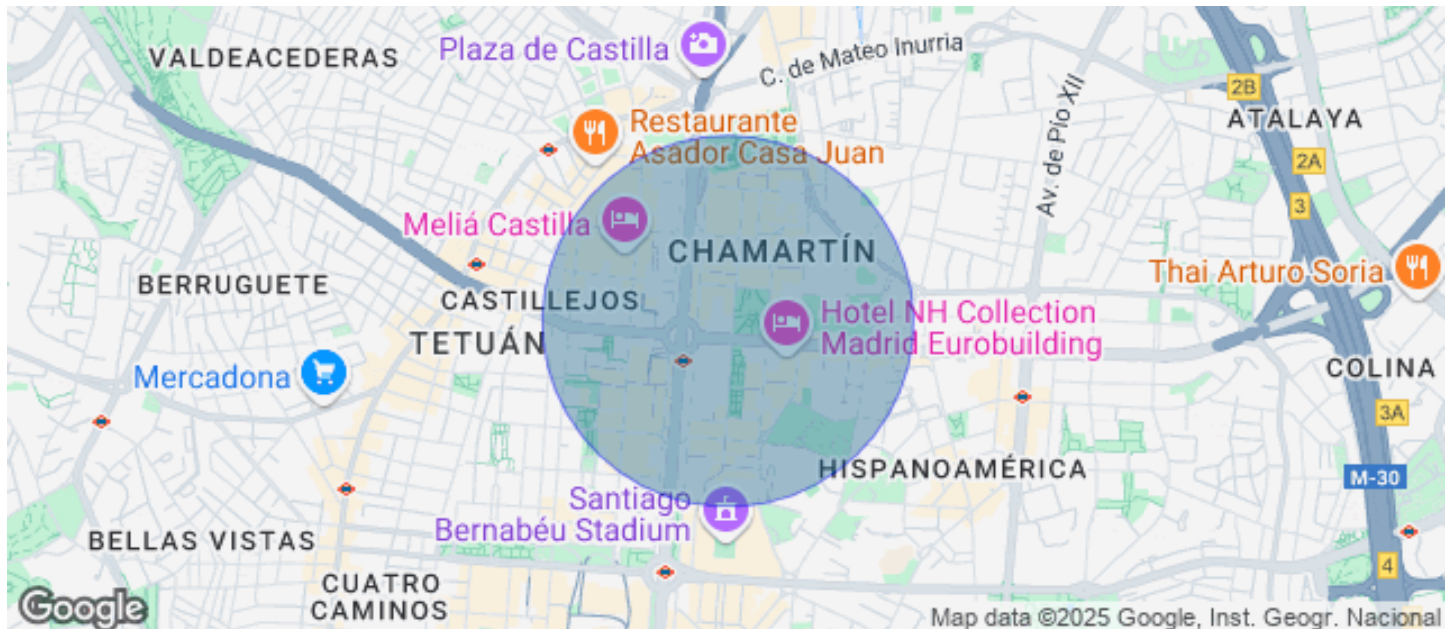 Plaza de Castilla
C. de Mateo Inurria
VALDEACEDERAS
2B
ATALAYA
Restaurante
Asador Casa Juan
Av. de Pío XII
2A
3
Meliá Castilla
CHAMARTÍN
Thai Arturo Soria
BERRUGUETE
CASTILLEJOS
Hotel NH Collection
Madrid Eurobuilding
TETUÁN
Mercadona
COLINA
3A
HISPANOAMÉRICA
M-30
Santiago
Bernabéu Stadium
BELLAS VISTAS
4
CUATRO
CAMINOS
Google
Map data ©2025 Google, Inst. Geogr. Nacional